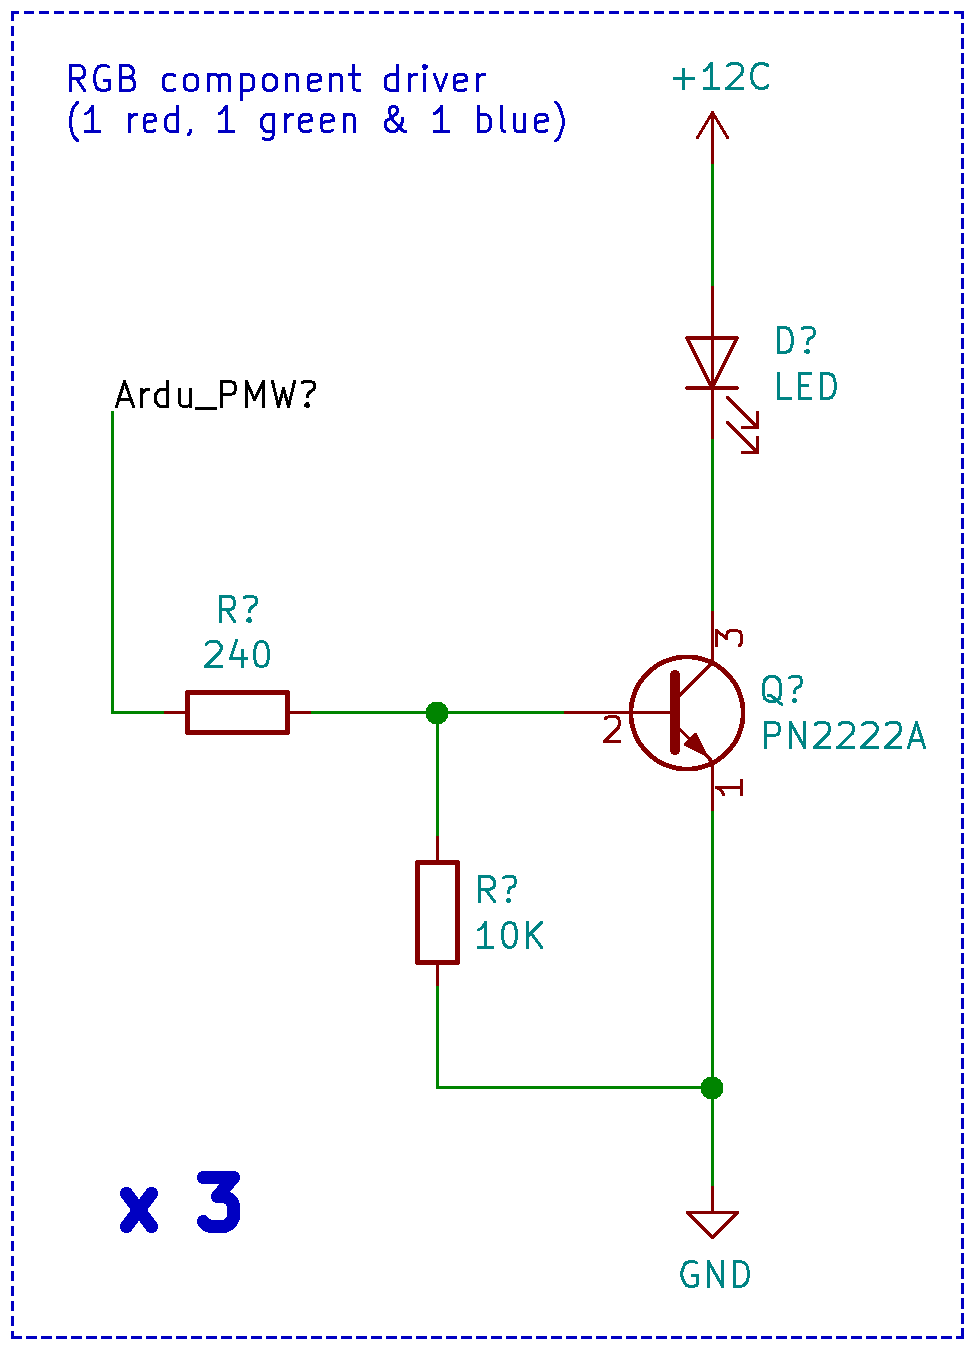 RGB component driver
(1 red, 1 green & 1 blue)
+12C
D?
LED
Ardu_PMW?
R?
240
3
Q?
PN2222A
2
1
R?
10K
x 3
GND